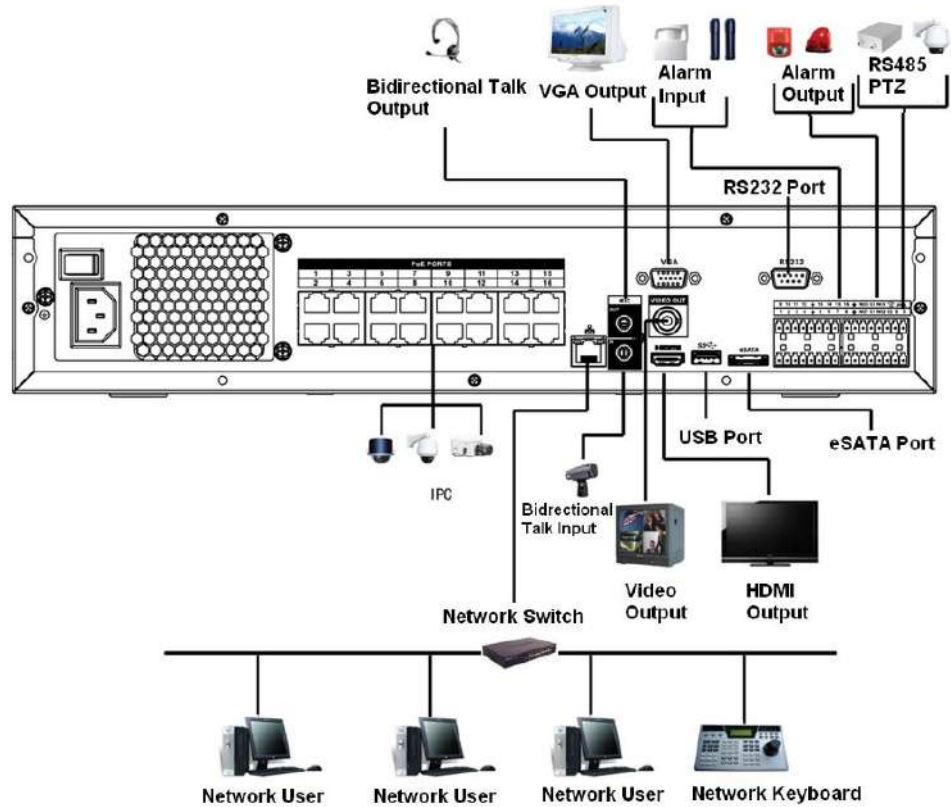 Bidirectional Talk
Output
VGA Output
Alarm
Input
Alarm
Output
RS485
PTZ
RS232 Port
PoE PORTS
1 3 5 7 9 11 13 15
2 4 6 8 10 12 14 16
VGA
RS232
MIC
OUT
VIDEO OUT
HDMI
eSATA
USB Port
eSATA Port
IPC
Bidrectional
Talk Input
Video
Output
HDMI
Output
Network Switch
Network User
Network User
Network User
Network Keyboard